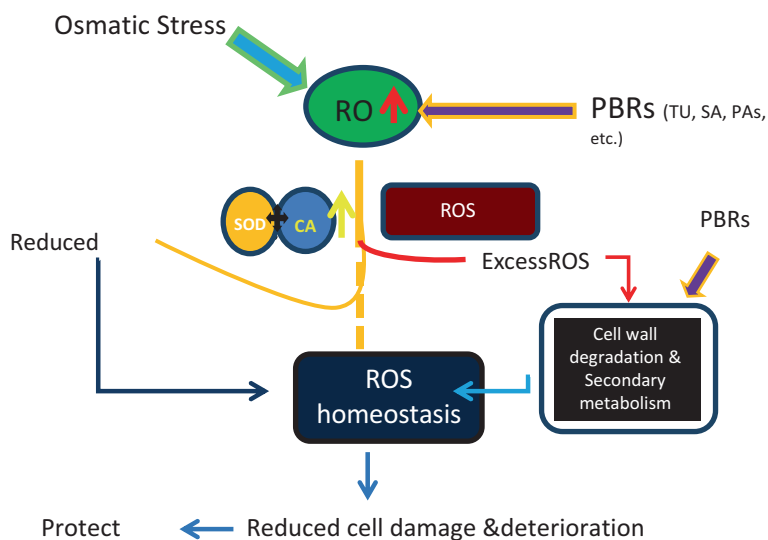 Osmatic Stress
RO
PBRs (TU, SA, PAs,
etc.)
SOD
CA
ROS
PBRs
Reduced
ExcessROS
Cell wall
degradation &
Secondary
metabolism
ROS
homeostasis
Protect
Reduced cell damage &deterioration